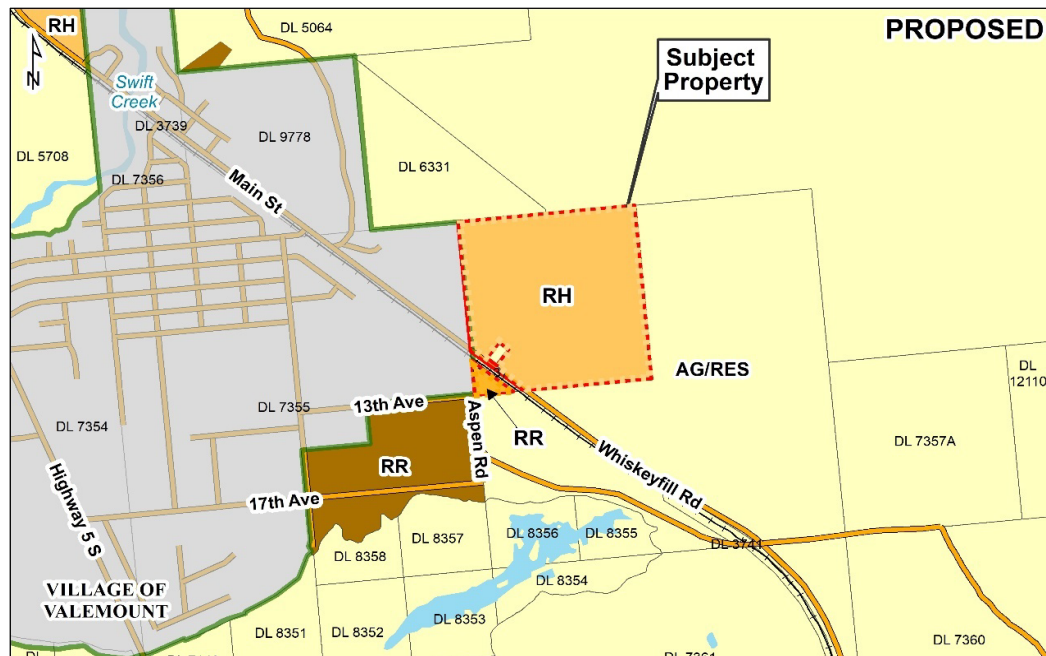 RH
DL 5064
PROPOSED
N
Subject
Property
Swift
Creek
DL 3739
DL 9778
DL 6331
DL 5708
DL 7356
Main St
RH
AG/RES
DL
12110
DL 7355
13th Ave
Aspen Rd
RR
DL 7354
DL 7357A
RR
Whiskeyfill Rd
17th Ave
Highway 5 S
DL 8358
DL 8357
DL 8356
DL 8355
DL 3741
DL 8354
VILLAGE OF
VALEMOUNT
DL 8353
DL 8351
DL 8352
DL 7360
DL 7361
DL